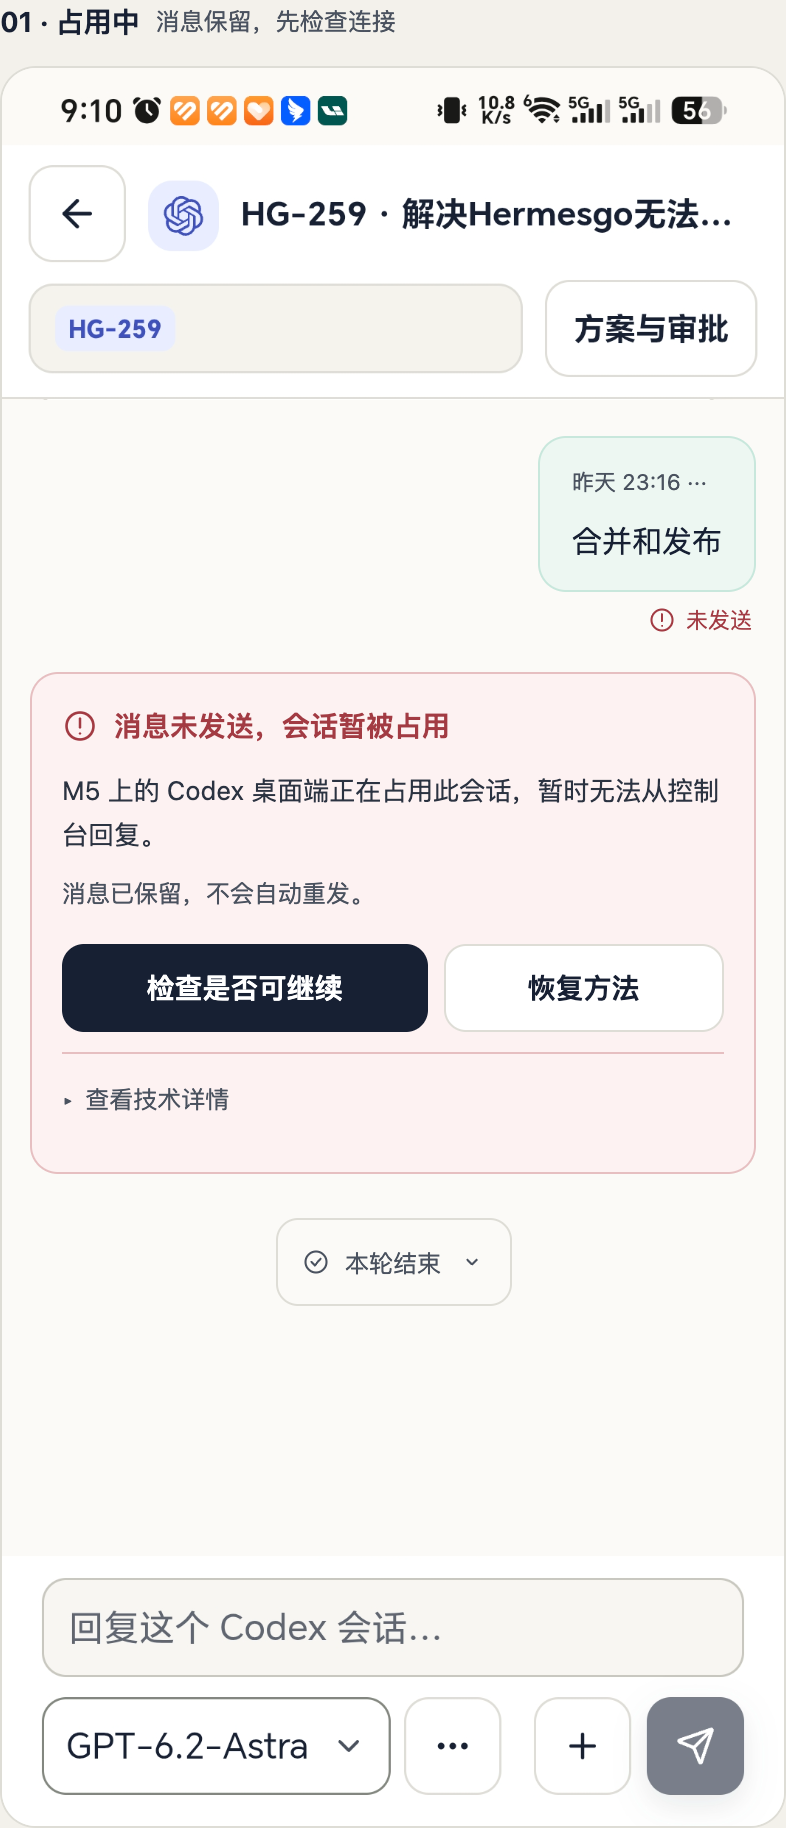 01 · 占用中 消息保留，先检查连接
9:10 10.8 K/s 6 5G 5G 56
HG-259 · 解决Hermesgo无法...
HG-259 方案与审批
昨天 23:16 ···
合并和发布
未发送
消息未发送，会话暂被占用
M5 上的 Codex 桌面端正在占用此会话，暂时无法从控制
台回复。
消息已保留，不会自动重发。
检查是否可继续 恢复方法
查看技术详情
本轮结束
回复这个 Codex 会话...
GPT-6.2-Astra